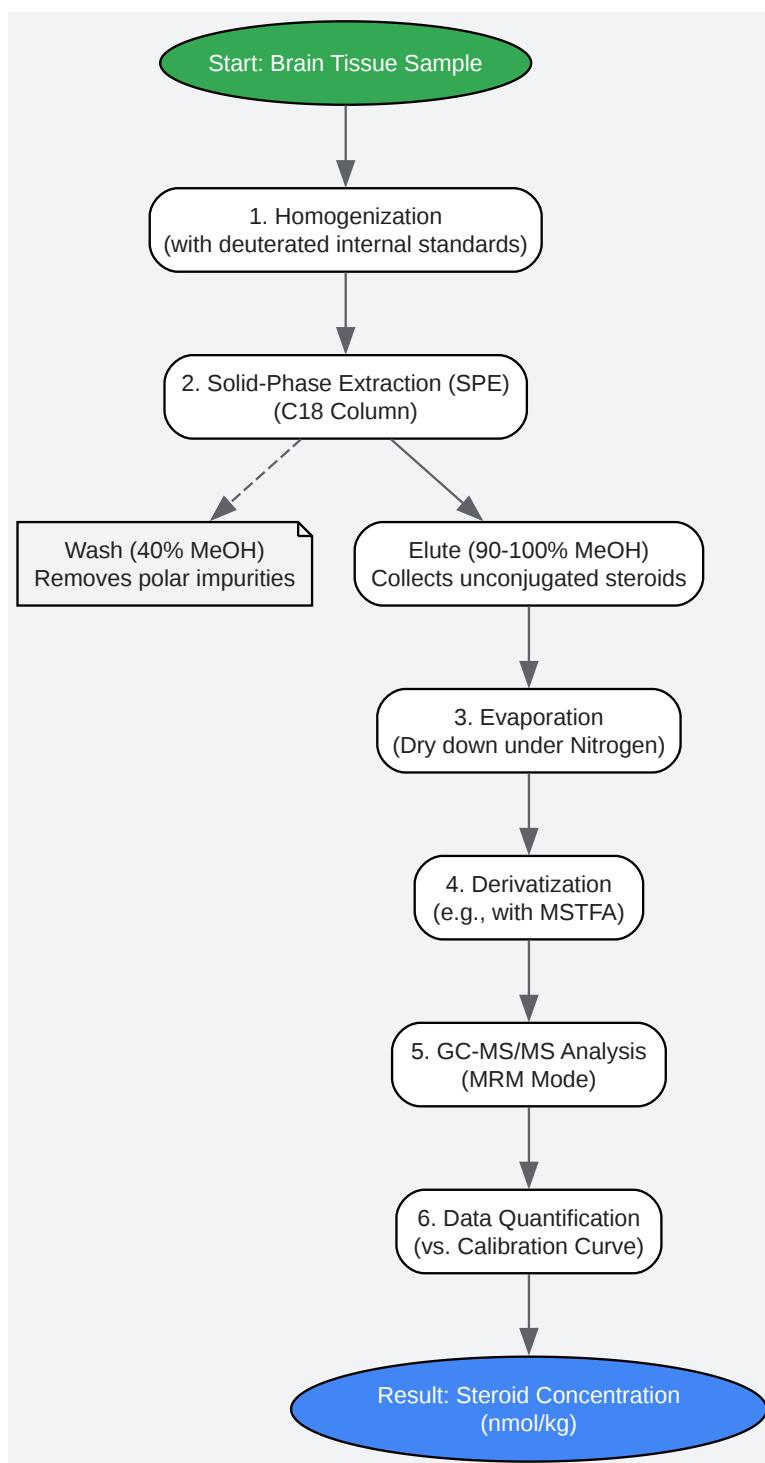 Start: Brain Tissue Sample
1. Homogenization
(with deuterated internal standards)
2. Solid-Phase Extraction (SPE)
(C18 Column)
Wash (40% MeOH)
Removes polar impurities
Elute (90-100% MeOH)
Collects unconjugated steroids
3. Evaporation
(Dry down under Nitrogen)
4. Derivatization
(e.g., with MSTFA)
5. GC-MS/MS Analysis
(MRM Mode)
6. Data Quantification
(vs. Calibration Curve)
Result: Steroid Concentration
(nmol/kg)